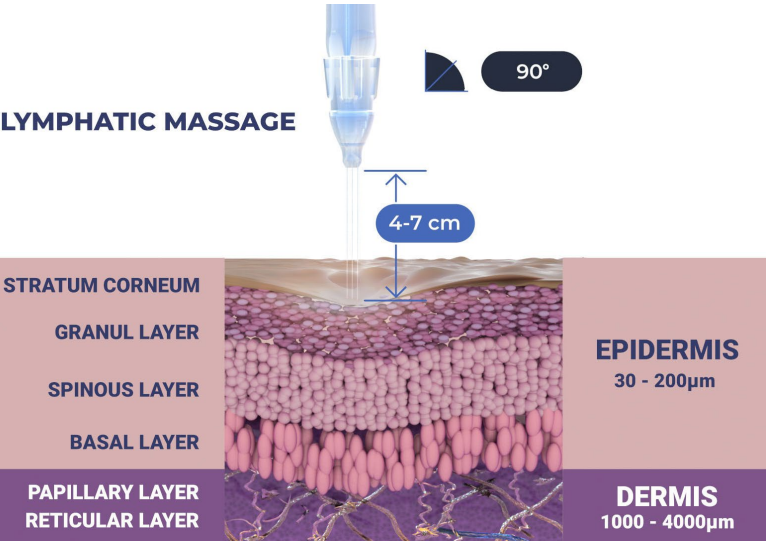 90°
LYMPHATIC MASSAGE
4-7 cm
STRATUM CORNEUM
GRANUL LAYER
SPINOUS LAYER
BASAL LAYER
EPIDERMIS
30 - 200µm
PAPILLARY LAYER
RETICULAR LAYER
DERMIS
1000 - 4000µm